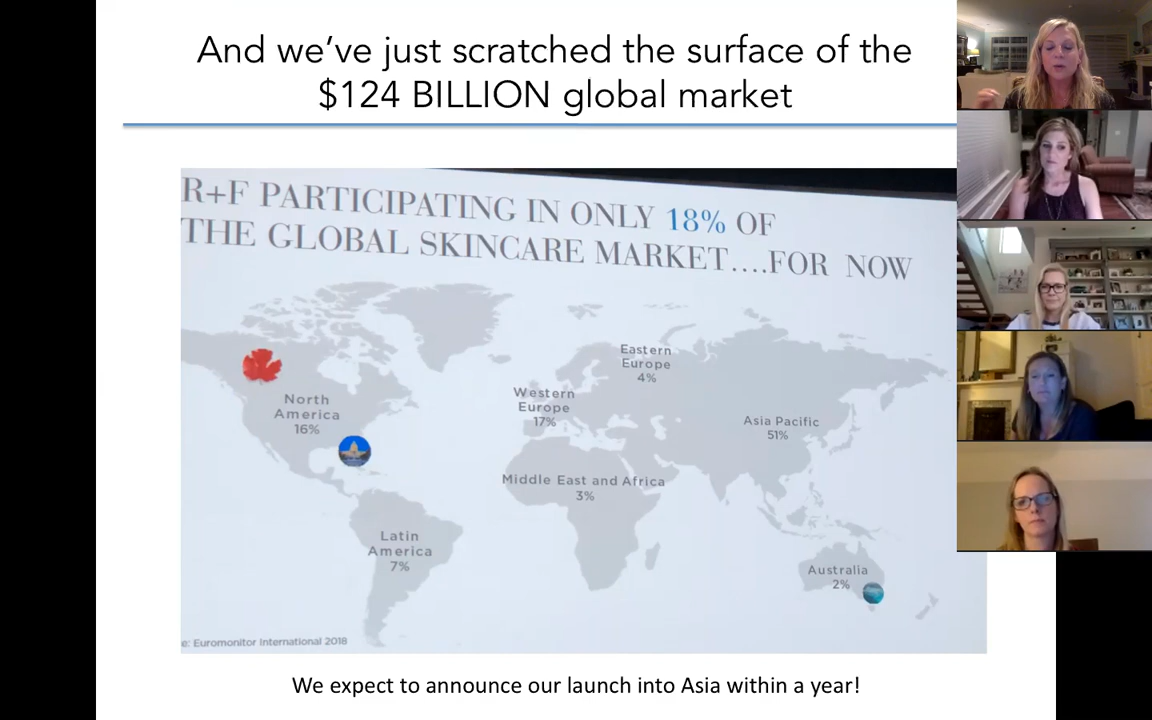 And we've just scratched the surface of the
$124 BILLION global market
R+F PARTICIPATING IN ONLY 18% OF
THE GLOBAL SKINCARE MARKET....FOR NOW
Eastern
Europe
4%
Western
Europe
17%
North
America
16%
Asia Pacific
51%
Middle East and Africa
3%
Latin
America
7%
Australia
2%
e: Euromonitor International 2018
We expect to announce our launch into Asia within a year!